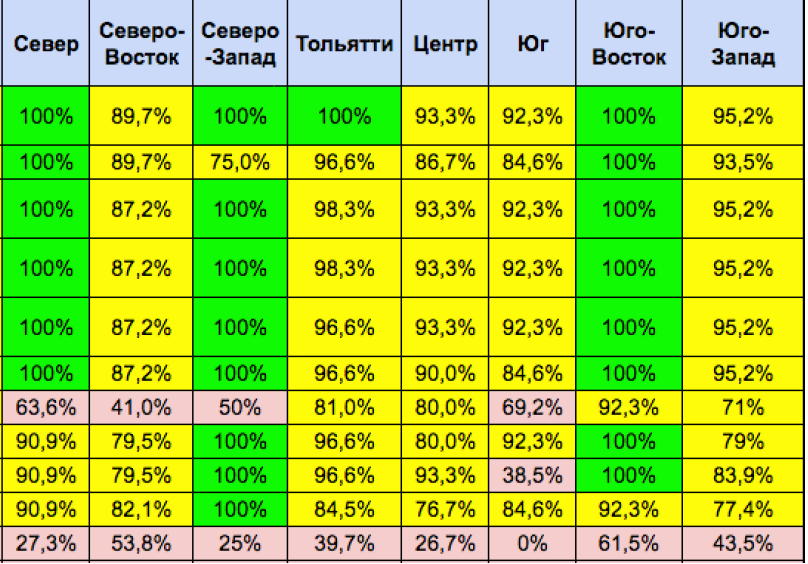 Север Северо-Восток Северо-Запад Тольятти Центр Юг Юго-Восток Юго-Запад
100% 89,7% 100% 100% 93,3% 92,3% 100% 95,2%
100% 89,7% 75,0% 96,6% 86,7% 84,6% 100% 93,5%
100% 87,2% 100% 98,3% 93,3% 92,3% 100% 95,2%
100% 87,2% 100% 98,3% 93,3% 92,3% 100% 95,2%
100% 87,2% 100% 96,6% 93,3% 92,3% 100% 95,2%
100% 87,2% 100% 96,6% 90,0% 84,6% 100% 95,2%
63,6% 41,0% 50% 81,0% 80,0% 69,2% 92,3% 71%
90,9% 79,5% 100% 96,6% 80,0% 92,3% 100% 79%
90,9% 79,5% 100% 96,6% 93,3% 38,5% 100% 83,9%
90,9% 82,1% 100% 84,5% 76,7% 84,6% 92,3% 77,4%
27,3% 53,8% 25% 39,7% 26,7% 0% 61,5% 43,5%